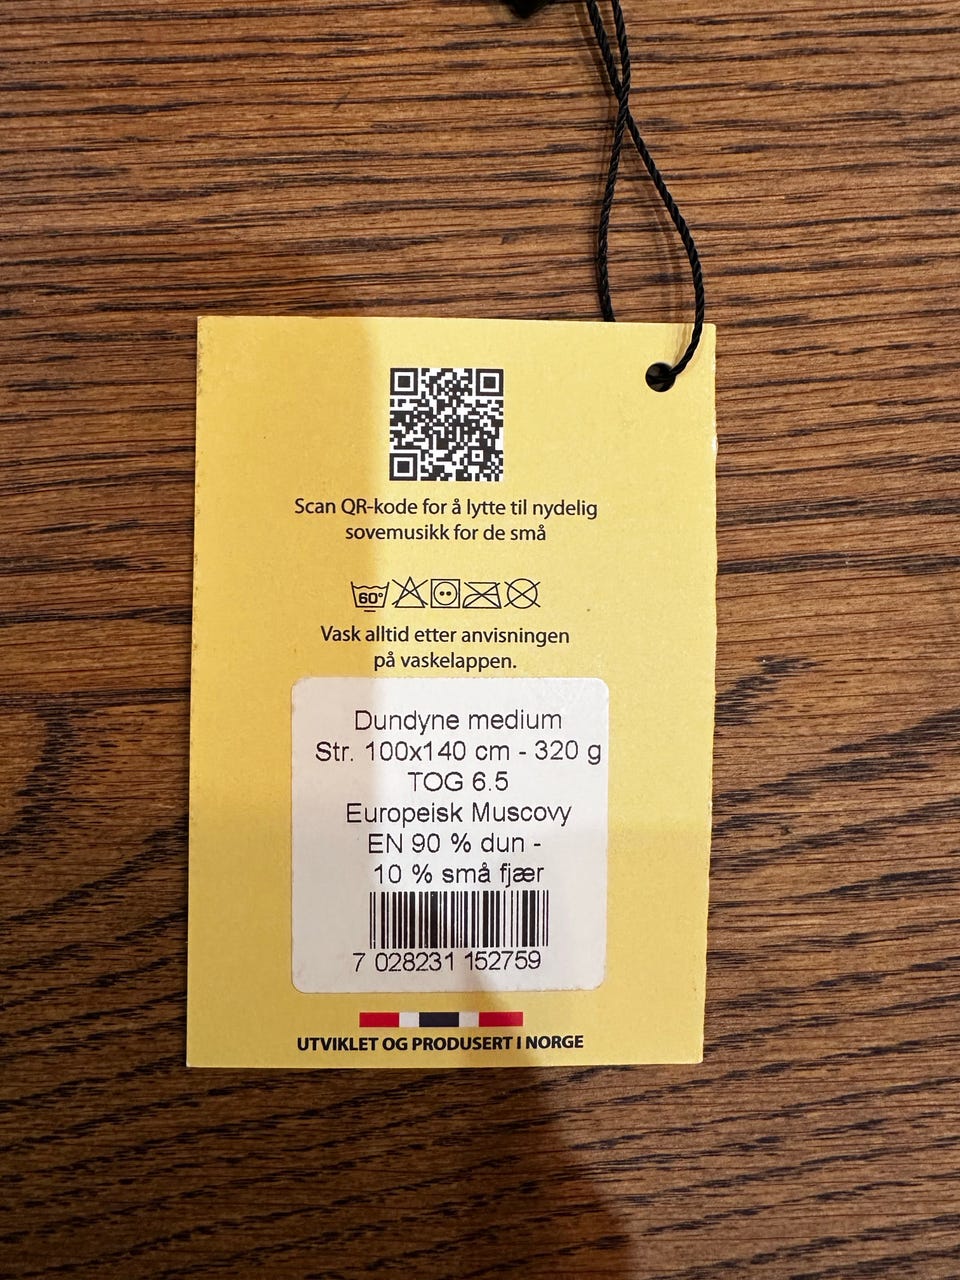 Scan QR-kode for å lytte til nydelig
sovemusikk for de små
60°
Vask alltid etter anvisningen
på vaskelappen.
Dundyne medium
Str. 100x140 cm - 320 g
TOG 6.5
Europeisk Muscovy
EN 90 % dun -
10 % små fjær
7 028231 152759
UTVIKLET OG PRODUSERT I NORGE